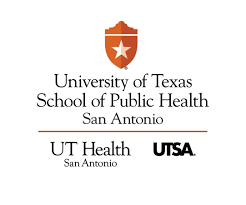 University of Texas
School of Public Health
San Antonio
UT Health
San Antonio
UTSA